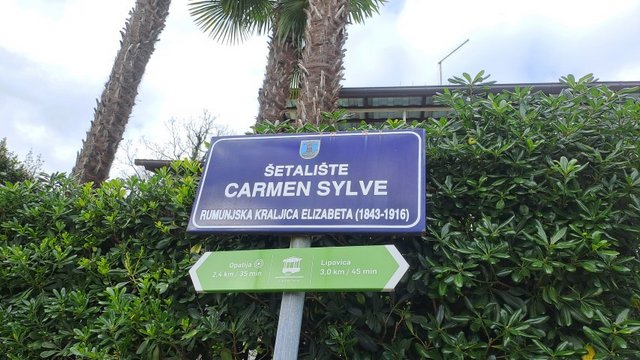 ŠETALIŠTE
CARMEN SYLVE
RUMUNJSKA KRALJICA ELIZABETA (1843-1916)
Opatija
2,4 km / 35 min
Lipovica
3,0 km / 45 min